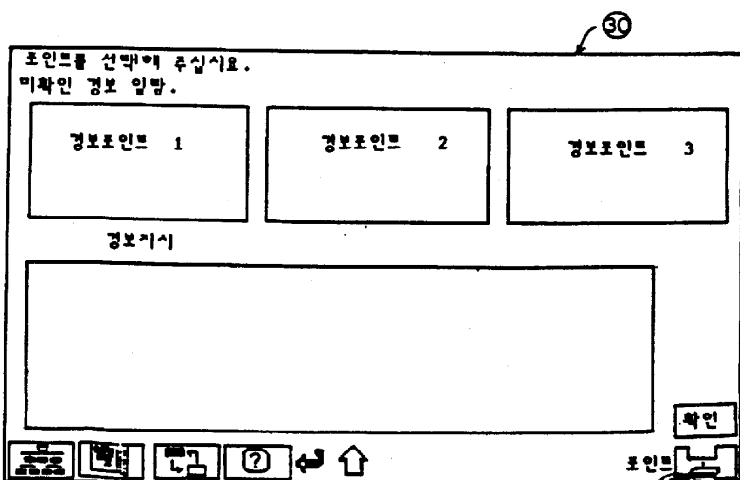 30
포인트를 선택해 주십시요.
미확인 경보 일람.
경보포인트 1
경보포인트 2
경보포인트 3
경보지시
확인
?
포인트